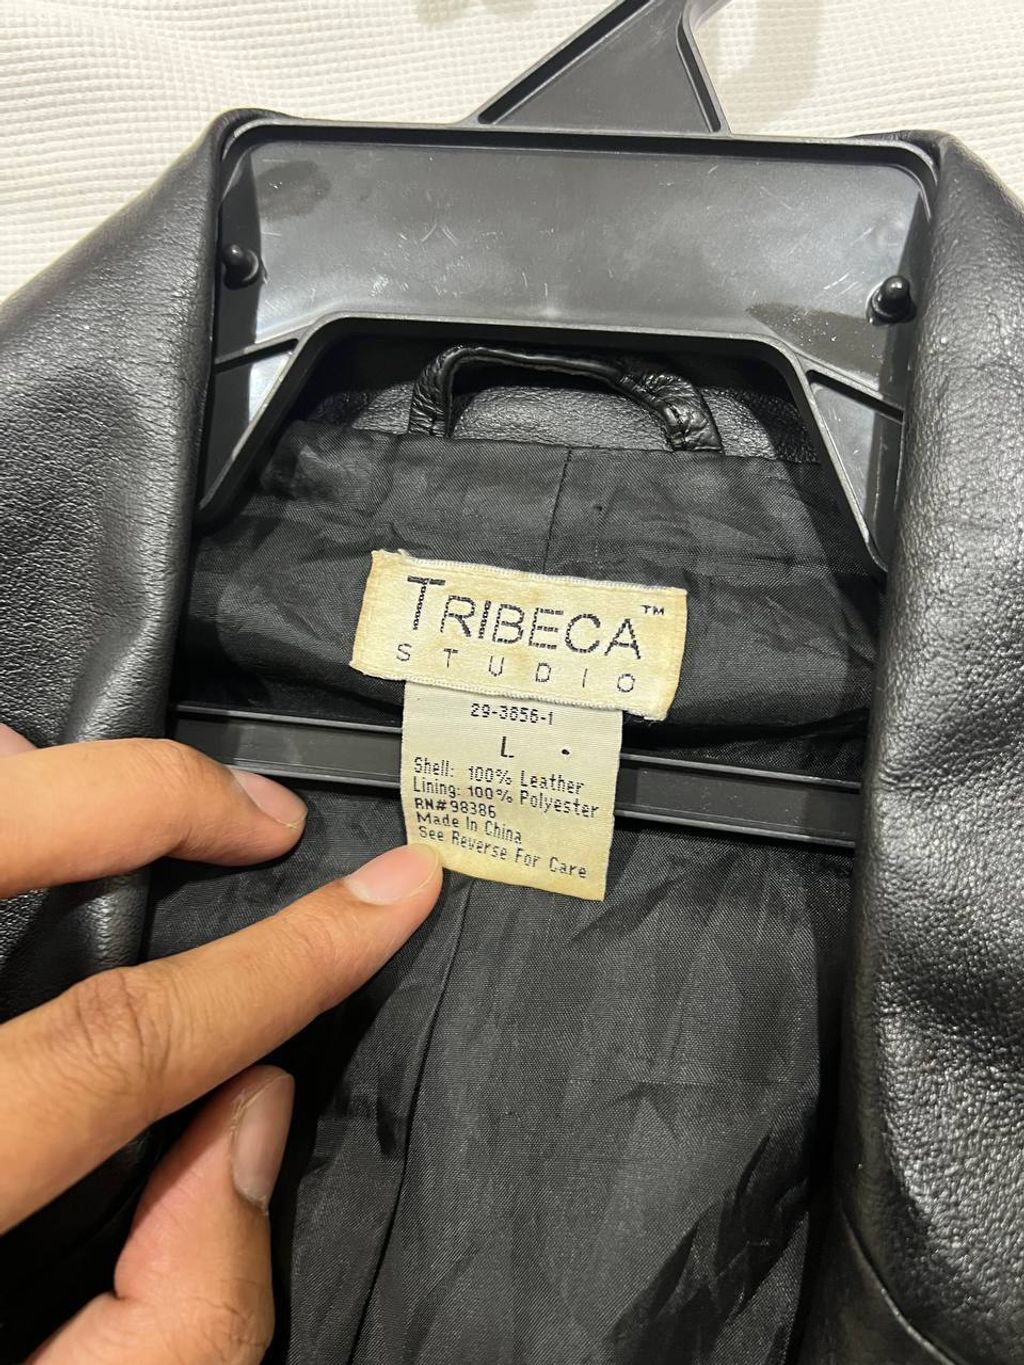 TRIBECA™
STUDIO
29-3856-1
L
Shell: 100% Leather
Lining: 100% Polyester
RN#98386
Made In China
See Reverse For Care